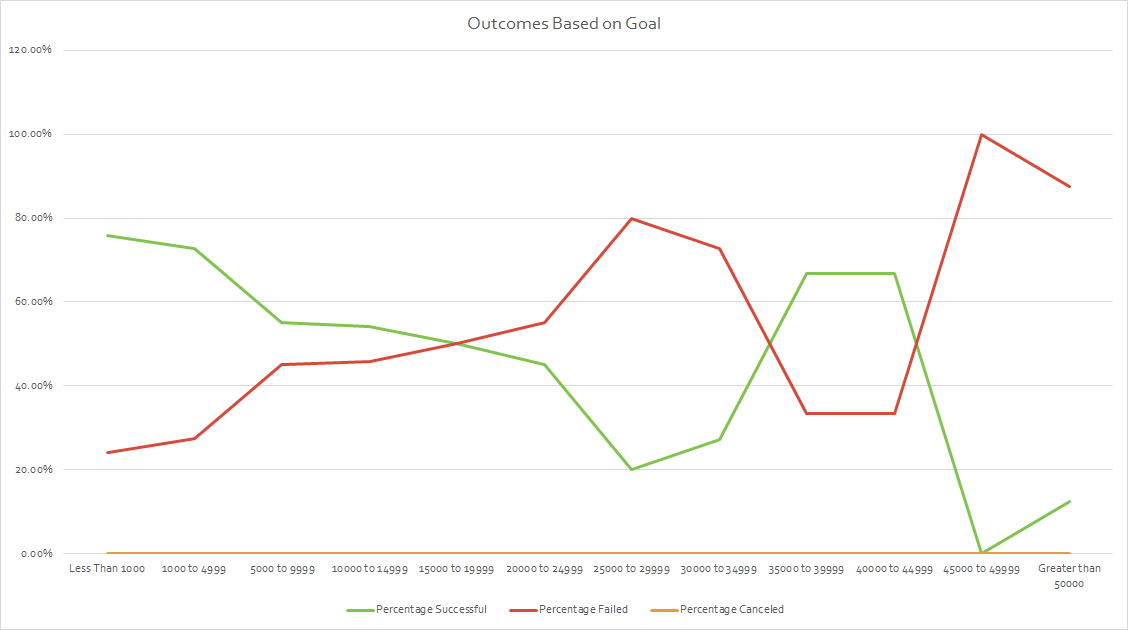 Outcomes Based on Goal
120.00%
100.00%
80.00%
60.00%
40.00%
20.00%
0.00%
Less Than 1000 1000 to 4999 5000 to 9999 10000 to 14999 15000 to 19999 20000 to 24999 25000 to 29999 30000 to 34999 35000 to 39999 40000 to 44999 45000 to 49999 Greater than
50000
Percentage Successful Percentage Failed Percentage Canceled